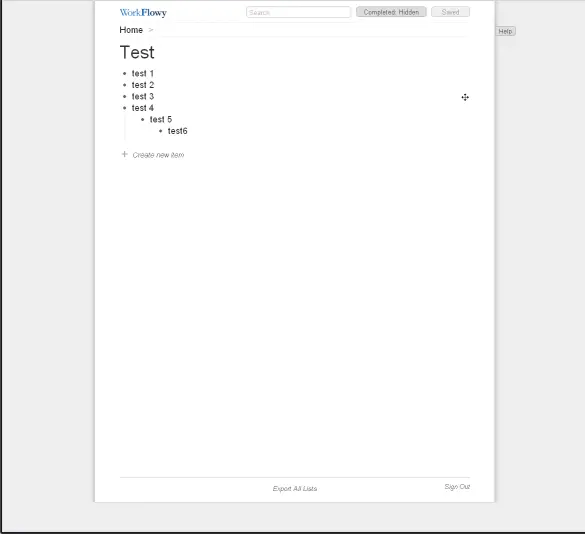 WorkFlowy Search Completed: Hidden Saved
Home > Help
Test
test 1
test 2
test 3
test 4
test 5
test6
+ Create new item
Export All Lists Sign Out